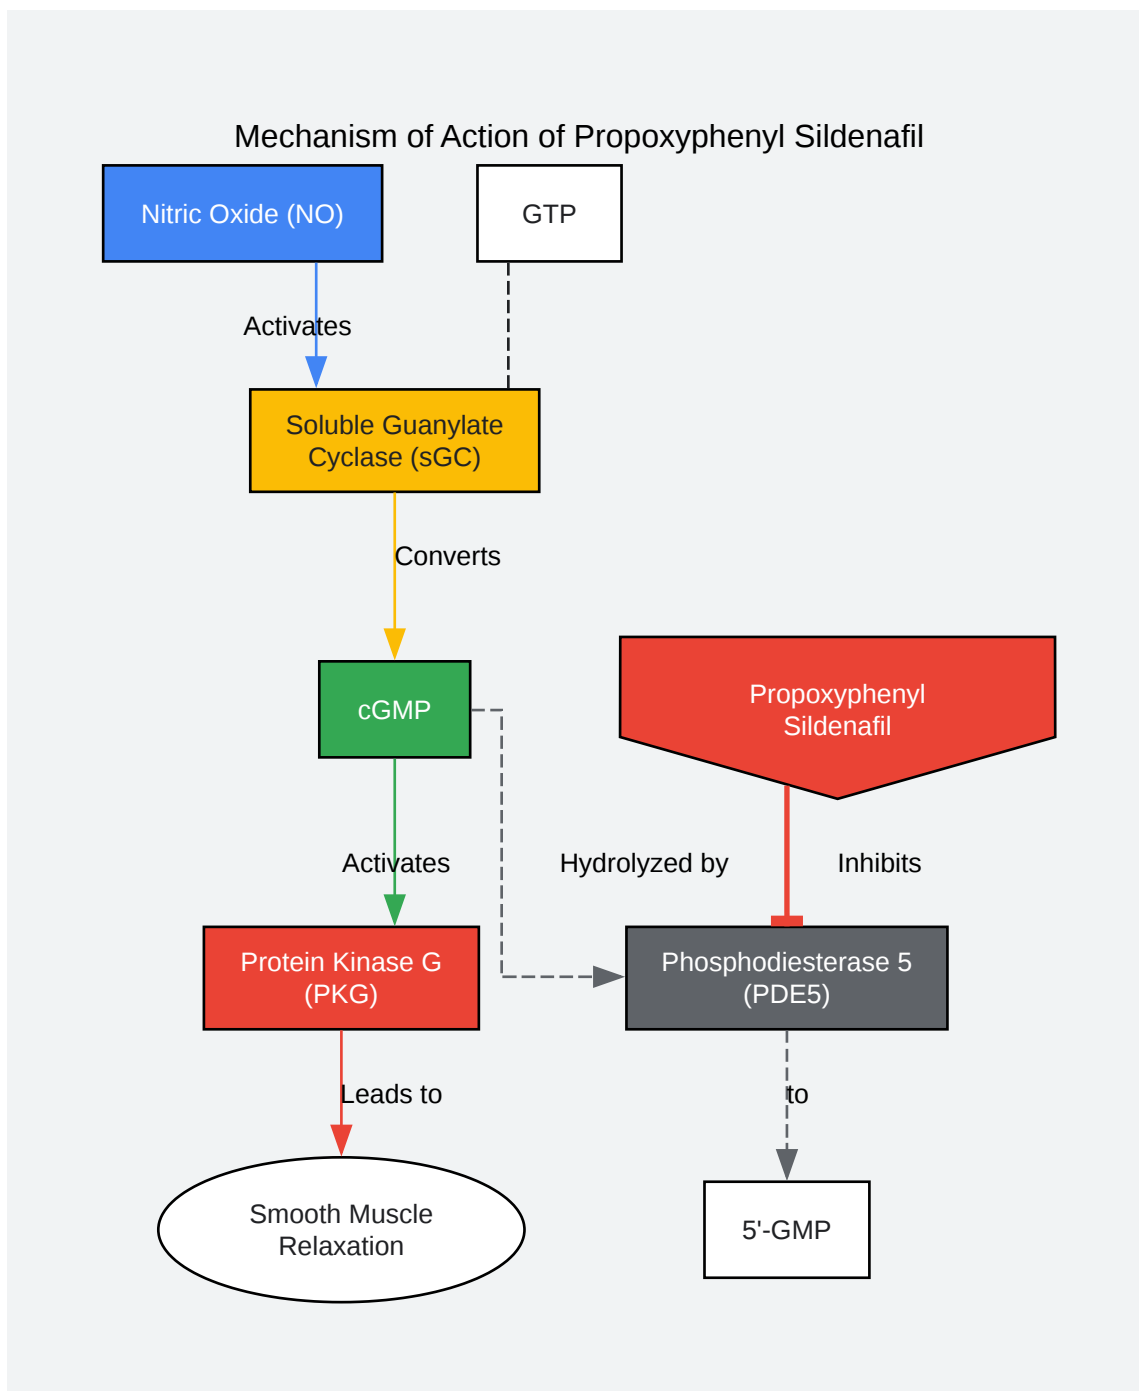 Mechanism of Action of Propoxyphenyl Sildenafil
Nitric Oxide (NO)
GTP
Activates
Soluble Guanylate
Cyclase (sGC)
Converts
cGMP
Propoxyphenyl
Sildenafil
Activates
Hydrolyzed by
Inhibits
Protein Kinase G
(PKG)
Phosphodiesterase 5
(PDE5)
Leads to
to
Smooth Muscle
Relaxation
5'-GMP